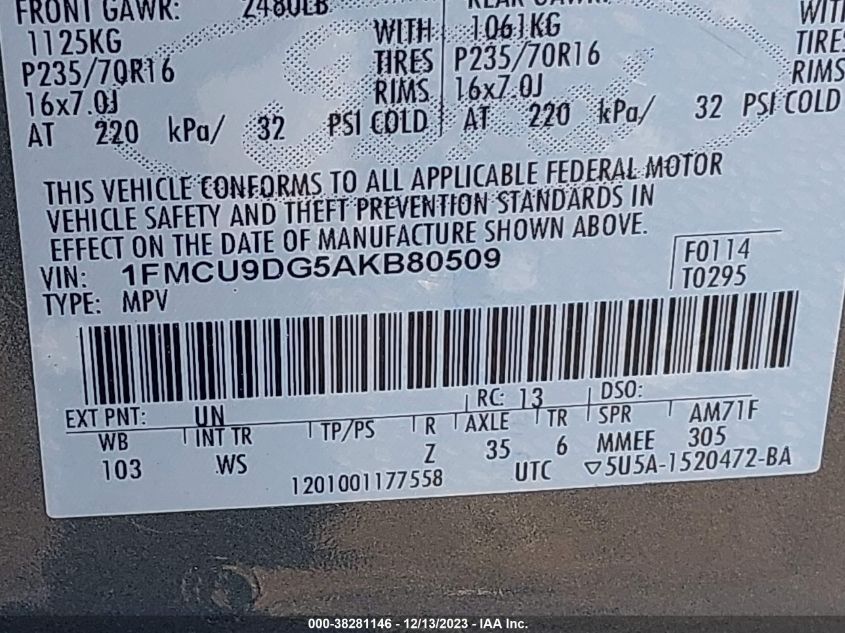 FRONT GAWR: 2480LB REAR GAWR:
1125KG WITH 1061KG WITH
P235/70R16 TIRES P235/70R16 TIRES
16x7.0J RIMS 16x7.0J RIMS
AT 220 kPa/ 32 PSI COLD AT 220 kPa/ 32 PSI COLD
THIS VEHICLE CONFORMS TO ALL APPLICABLE FEDERAL MOTOR
VEHICLE SAFETY AND THEFT PREVENTION STANDARDS IN
EFFECT ON THE DATE OF MANUFACTURE SHOWN ABOVE.
VIN: 1FMCU9DG5AKB80509 F0114
TYPE: MPV T0295
EXT PNT: UN RC: 13 DSO:
WB INT TR TP/PS R AXLE TR SPR AM71F
103 WS Z 35 6 MMEE 305
1201001177558 UTC ▽5U5A-1520472-BA
000-38281146 - 12/13/2023 - IAA Inc.